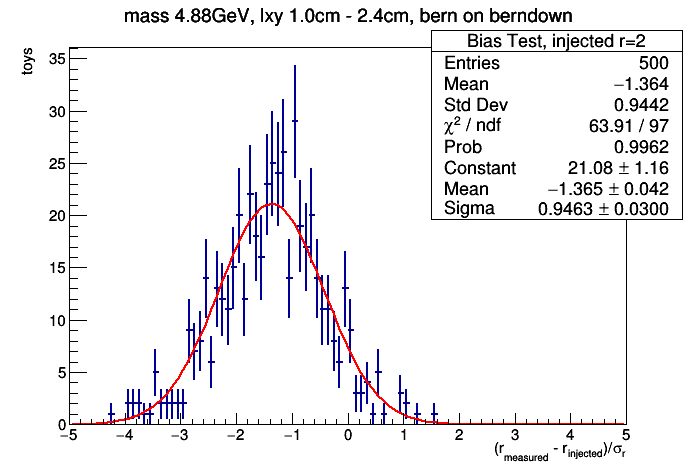 mass 4.88GeV, lxy 1.0cm - 2.4cm, bern on berndown
Bias Test, injected r=2
Entries 500
Mean −1.364
Std Dev 0.9442
χ² / ndf 63.91 / 97
Prob 0.9962
Constant 21.08 ± 1.16
Mean −1.365 ± 0.042
Sigma 0.9463 ± 0.0300
toys
35
30
25
20
15
10
5
0
−5 −4 −3 −2 −1 0 1 2 3 4 5
(r_measured - r_injected)/σ_r